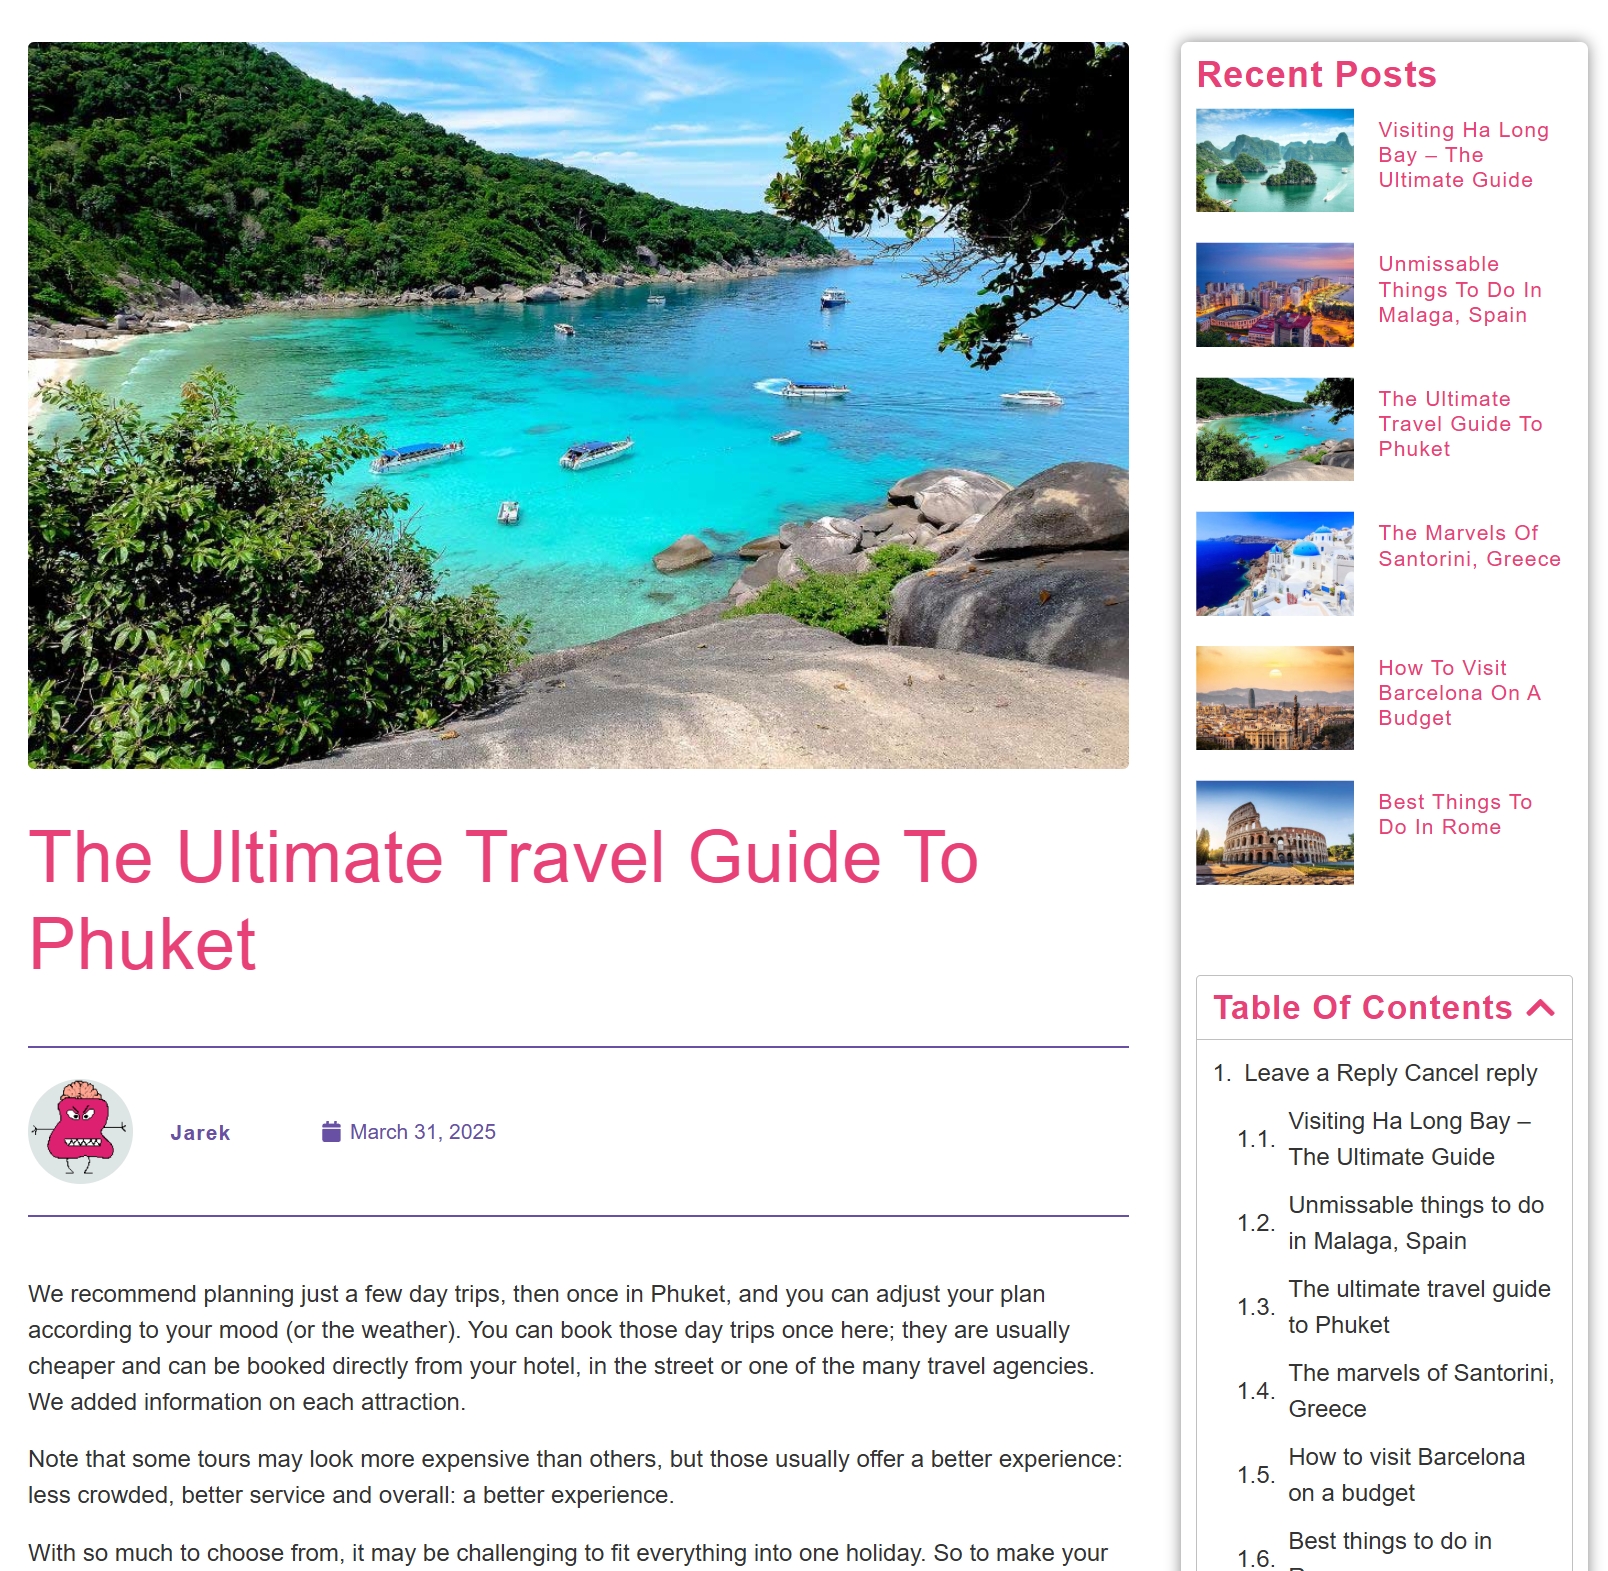 The Ultimate Travel Guide To
Phuket
Jarek
March 31, 2025
We recommend planning just a few day trips, then once in Phuket, and you can adjust your plan
according to your mood (or the weather). You can book those day trips once here; they are usually
cheaper and can be booked directly from your hotel, in the street or one of the many travel agencies.
We added information on each attraction.
Note that some tours may look more expensive than others, but those usually offer a better experience:
less crowded, better service and overall: a better experience.
With so much to choose from, it may be challenging to fit everything into one holiday. So to make your
Recent Posts
Visiting Ha Long
Bay – The
Ultimate Guide
Unmissable
Things To Do In
Malaga, Spain
The Ultimate
Travel Guide To
Phuket
The Marvels Of
Santorini, Greece
How To Visit
Barcelona On A
Budget
Best Things To
Do In Rome
Table Of Contents
1. Leave a Reply Cancel reply
1.1. Visiting Ha Long Bay –
The Ultimate Guide
1.2. Unmissable things to do
in Malaga, Spain
1.3. The ultimate travel guide
to Phuket
1.4. The marvels of Santorini,
Greece
1.5. How to visit Barcelona
on a budget
1.6. Best things to do in